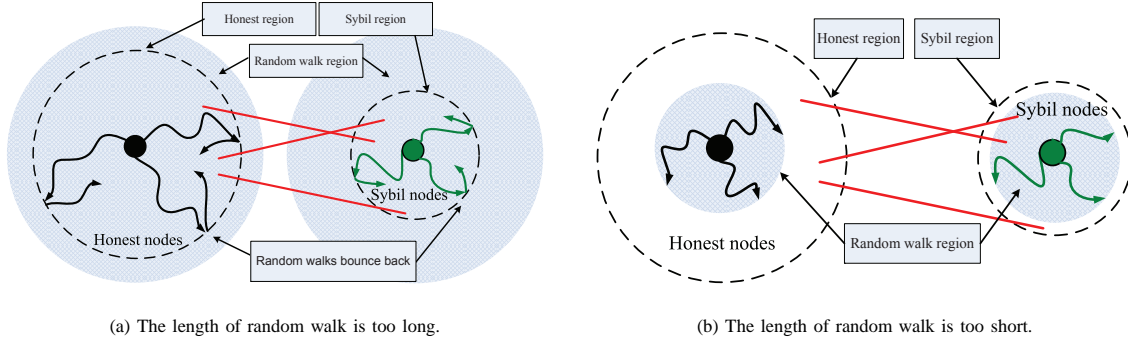 Honest region
Sybil region
Random walk region
Sybil nodes
Honest nodes
Random walks bounce back
(a) The length of random walk is too long.
Honest region
Sybil region
Sybil nodes
Honest nodes
Random walk region
(b) The length of random walk is too short.